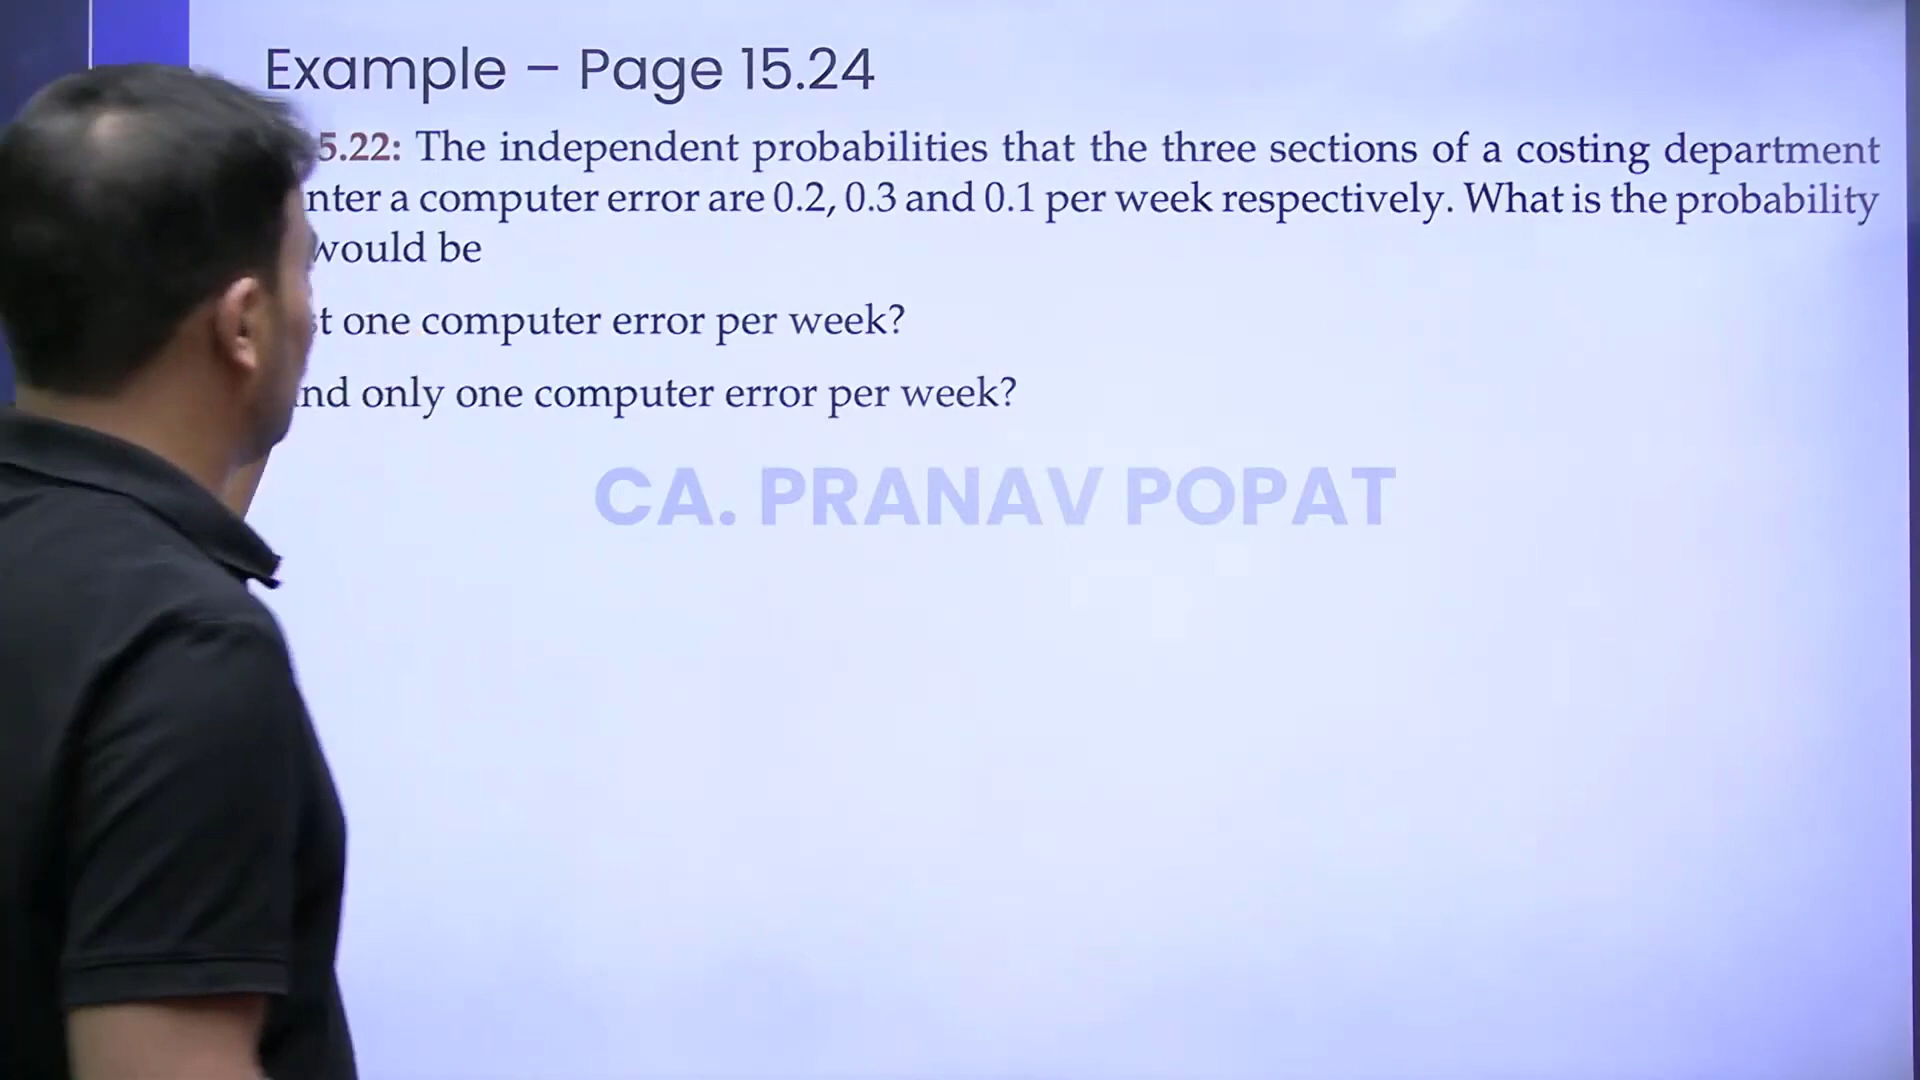 Example – Page 15.24
5.22: The independent probabilities that the three sections of a costing department
nter a computer error are 0.2, 0.3 and 0.1 per week respectively. What is the probability
would be
t one computer error per week?
nd only one computer error per week?
CA. PRANAV POPAT